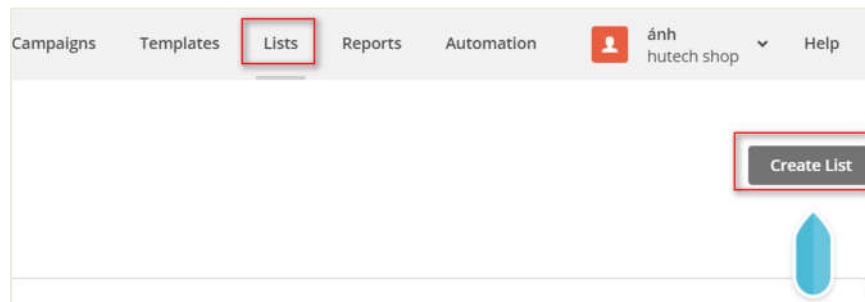 Campaigns Templates Lists Reports Automation ánh Help
hutech shop
Create List